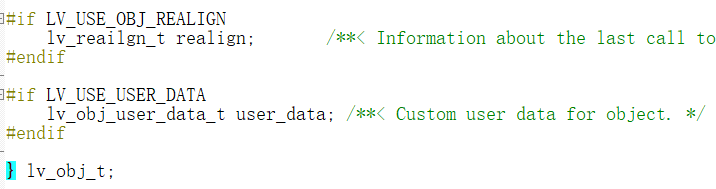 #if LV_USE_OBJ_REALIGN
lv_reailgn_t realign; /**< Information about the last call to
#endif
#if LV_USE_USER_DATA
lv_obj_user_data_t user_data; /**< Custom user data for object. */
#endif
} lv_obj_t;